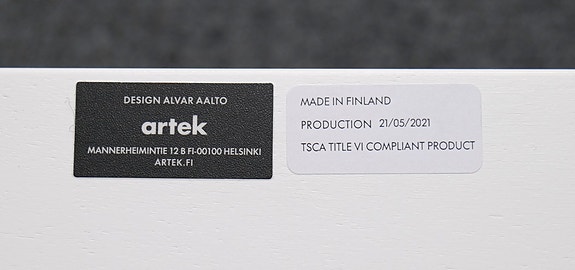 DESIGN ALVAR AALTO
artek
MANNERHEIMINTIE 12 B FI-00100 HELSINKI
ARTEK.FI
MADE IN FINLAND
PRODUCTION 21/05/2021
TSCA TITLE VI COMPLIANT PRODUCT